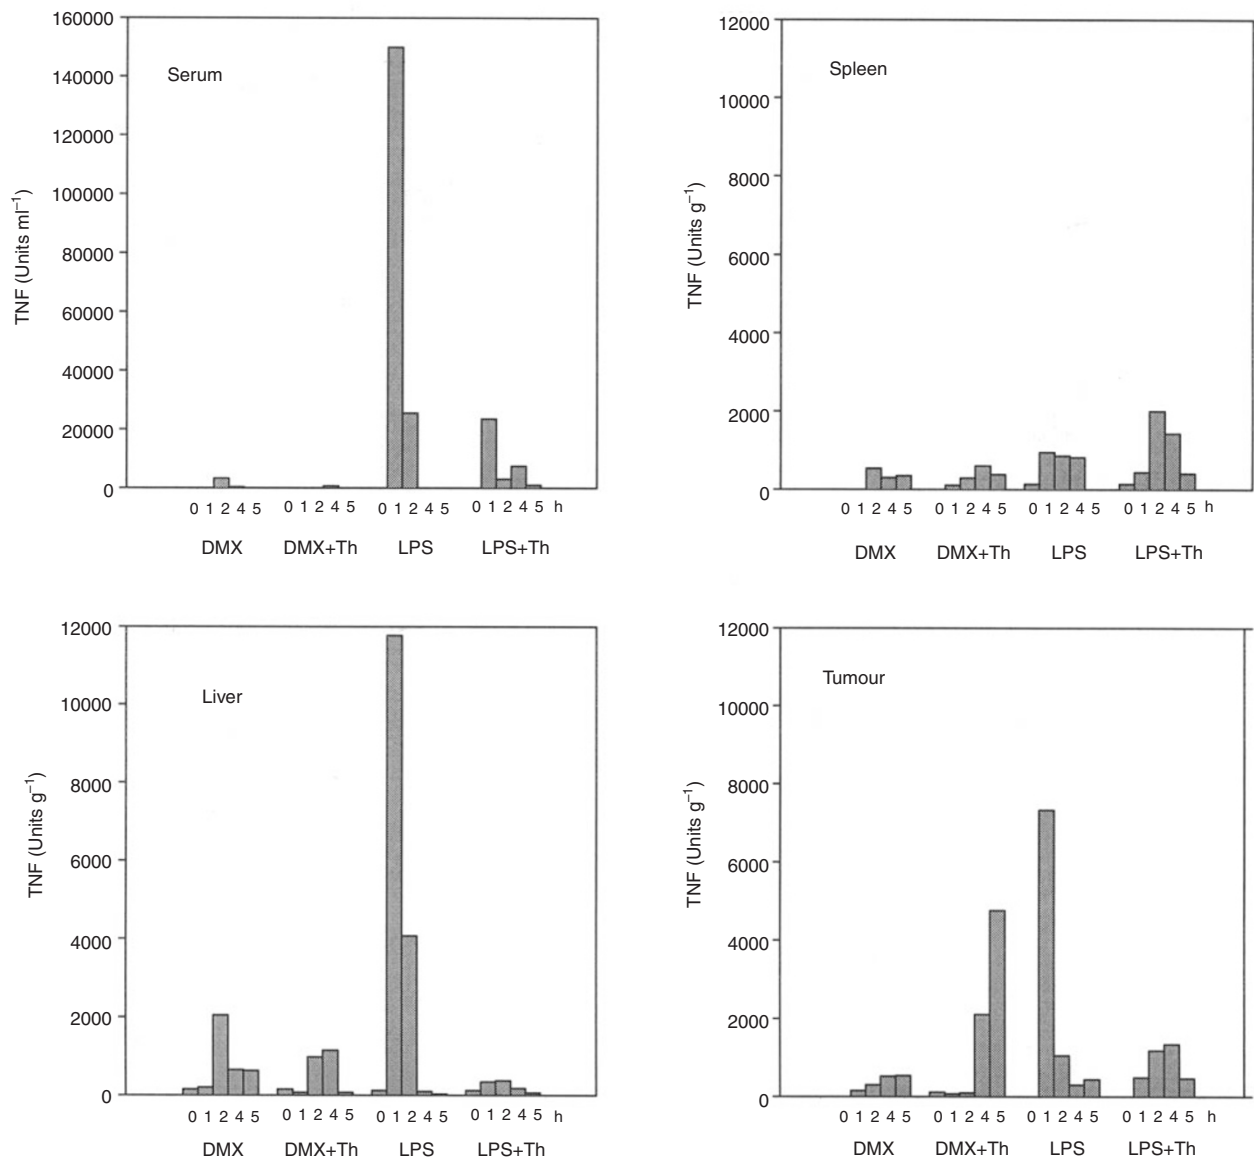 Serum
TNF (Units ml⁻¹)
160000
140000
120000
100000
80000
60000
40000
20000
0
0 1 2 4 5 0 1 2 4 5 0 1 2 4 5 0 1 2 4 5 h
DMX DMX+Th LPS LPS+Th
Spleen
TNF (Units g⁻¹)
12000
10000
8000
6000
4000
2000
0
0 1 2 4 5 0 1 2 4 5 0 1 2 4 5 0 1 2 4 5 h
DMX DMX+Th LPS LPS+Th
Liver
TNF (Units g⁻¹)
12000
10000
8000
6000
4000
2000
0
0 1 2 4 5 0 1 2 4 5 0 1 2 4 5 0 1 2 4 5 h
DMX DMX+Th LPS LPS+Th
Tumour
TNF (Units g⁻¹)
12000
10000
8000
6000
4000
2000
0
0 1 2 4 5 0 1 2 4 5 0 1 2 4 5 0 1 2 4 5 h
DMX DMX+Th LPS LPS+Th